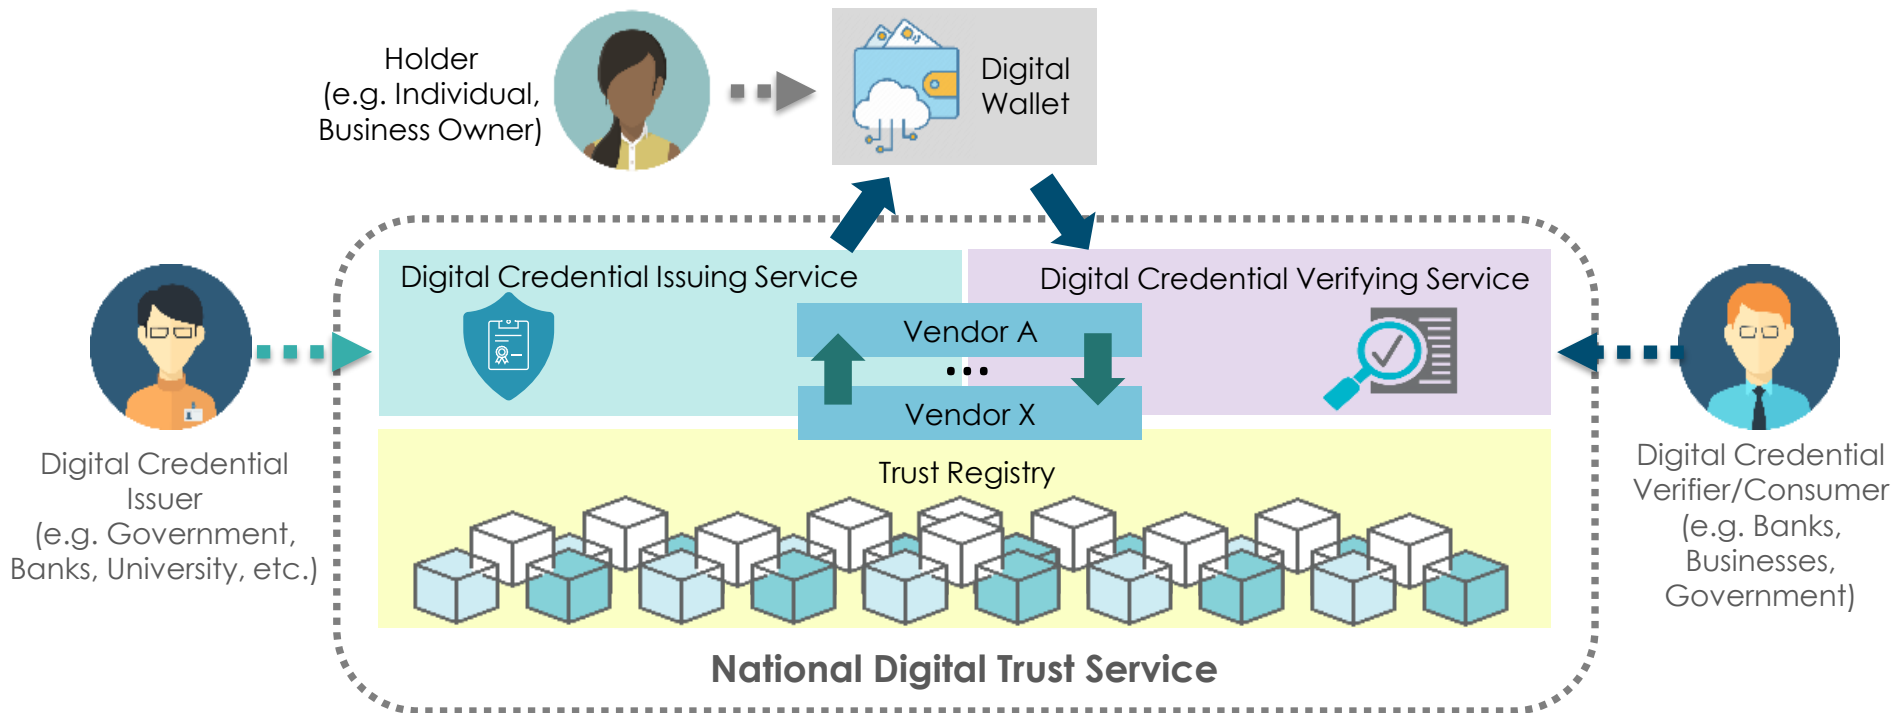 Holder
(e.g. Individual,
Business Owner)
Digital
Wallet
Digital Credential Issuing Service
Digital Credential Verifying Service
Vendor A
...
Vendor X
Digital Credential
Issuer
(e.g. Government,
Banks, University, etc.)
Digital Credential
Verifier/Consumer
(e.g. Banks,
Businesses,
Government)
Trust Registry
National Digital Trust Service